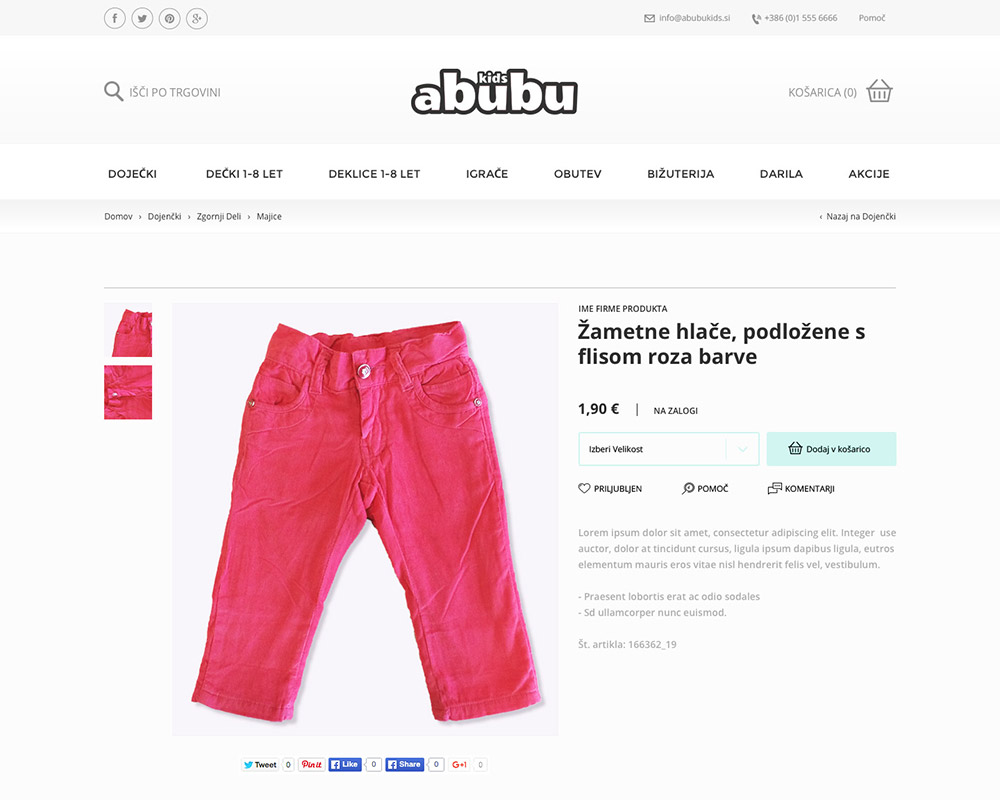 info@abubukids.si +386 (0)1 555 6666 Pomoč
IŠČI PO TRGOVINI
kids
abubu
KOŠARICA (0)
DOJEČKI DEČKI 1-8 LET DEKLICE 1-8 LET IGRAČE OBUTEV BIŽUTERIJA DARILA AKCIJE
Domov › Dojenčki › Zgornji Deli › Majice
‹ Nazaj na Dojenčki
IME FIRME PRODUKTA
Žametne hlače, podložene s
flisom roza barve
1,90 € | NA ZALOGI
Izberi Velikost
Dodaj v košarico
PRILJUBLJEN POMOČ KOMENTARJI
Lorem ipsum dolor sit amet, consectetur adipiscing elit. Integer use
auctor, dolor at tincidunt cursus, ligula ipsum dapibus ligula, eutros
elementum mauris eros vitae nisl hendrerit felis vel, vestibulum.
- Praesent lobortis erat ac odio sodales
- Sd ullamcorper nunc euismod.
Št. artikla: 166362_19
Tweet 0 Pin it Like 0 Share 0 G+1 0